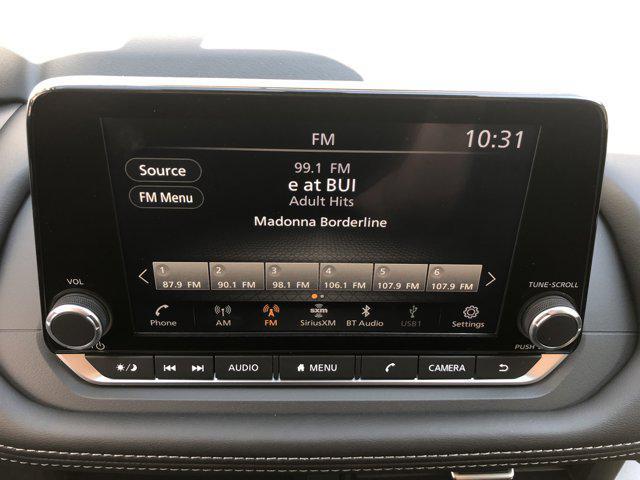 FM 10:31
Source
99.1 FM
e at BUI
FM Menu
Adult Hits
Madonna Borderline
1 2 3 4 5 6
87.9 FM 90.1 FM 98.1 FM 106.1 FM 107.9 FM 107.9 FM
VOL
TUNE·SCROLL
Phone AM FM SiriusXM BT Audio USB1 Settings
sxm
PUSH
AUDIO MENU CAMERA